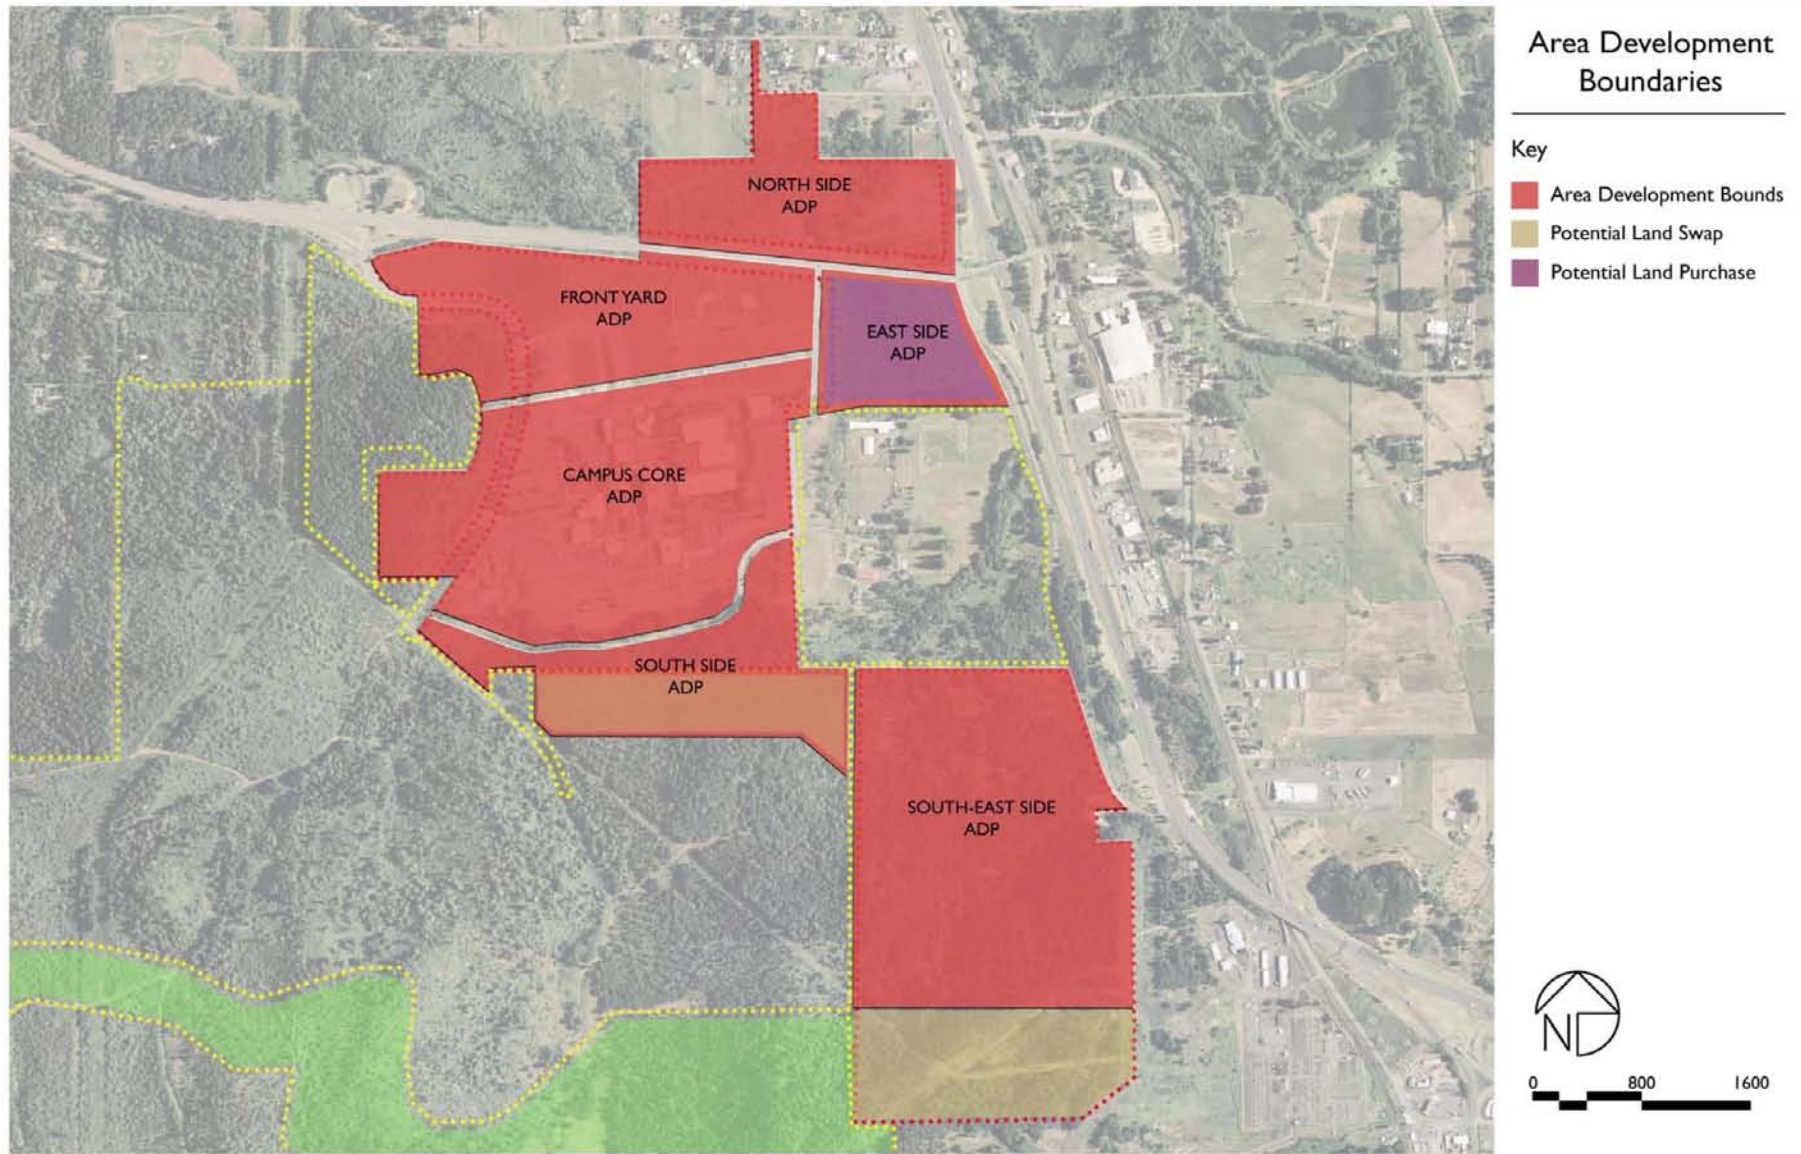 Area Development
Boundaries
Key
Area Development Bounds
Potential Land Swap
Potential Land Purchase
NORTH SIDE
ADP
FRONT YARD
ADP
EAST SIDE
ADP
CAMPUS CORE
ADP
SOUTH SIDE
ADP
SOUTH-EAST SIDE
ADP
N
0 800 1600